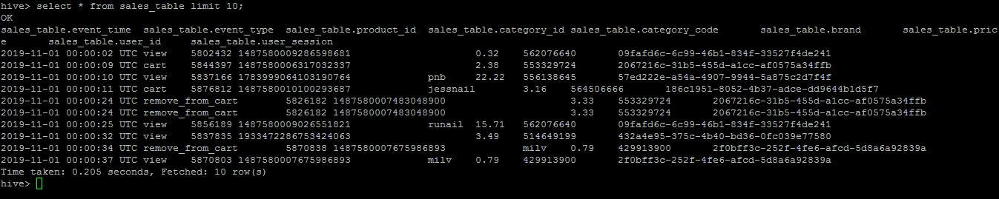 hive> select * from sales_table limit 10;
OK
sales_table.event_time sales_table.event_type sales_table.product_id sales_table.category_id sales_table.category_code sales_table.brand sales_table.pric
e sales_table.user_id sales_table.user_session
2019-11-01 00:00:02 UTC view 5802432 1487580009286598681 0.32 562076640 09fafd6c-6c99-46b1-834f-33527f4de241
2019-11-01 00:00:09 UTC cart 5844397 1487580006317032337 2.38 553329724 2067216c-31b5-455d-a1cc-af0575a34ffb
2019-11-01 00:00:10 UTC view 5837166 1783999064103190764 pnb 22.22 556138645 57ed222e-a54a-4907-9944-5a875c2d7f4f
2019-11-01 00:00:11 UTC cart 5876812 1487580010100293687 jessnail 3.16 564506666 186c1951-8052-4b37-adce-dd9644b1d5f7
2019-11-01 00:00:24 UTC remove_from_cart 5826182 1487580007483048900 3.33 553329724 2067216c-31b5-455d-a1cc-af0575a34ffb
2019-11-01 00:00:24 UTC remove_from_cart 5826182 1487580007483048900 3.33 553329724 2067216c-31b5-455d-a1cc-af0575a34ffb
2019-11-01 00:00:25 UTC view 5856189 1487580009026551821 runail 15.71 562076640 09fafd6c-6c99-46b1-834f-33527f4de241
2019-11-01 00:00:32 UTC view 5837835 1933472286753424063 3.49 514649199 432a4e95-375c-4b40-bd36-0fc039e77580
2019-11-01 00:00:34 UTC remove_from_cart 5870838 1487580007675986893 milv 0.79 429913900 2f0bff3c-252f-4fe6-afcd-5d8a6a92839a
2019-11-01 00:00:37 UTC view 5870803 1487580007675986893 milv 0.79 429913900 2f0bff3c-252f-4fe6-afcd-5d8a6a92839a
Time taken: 0.205 seconds, Fetched: 10 row(s)
hive>